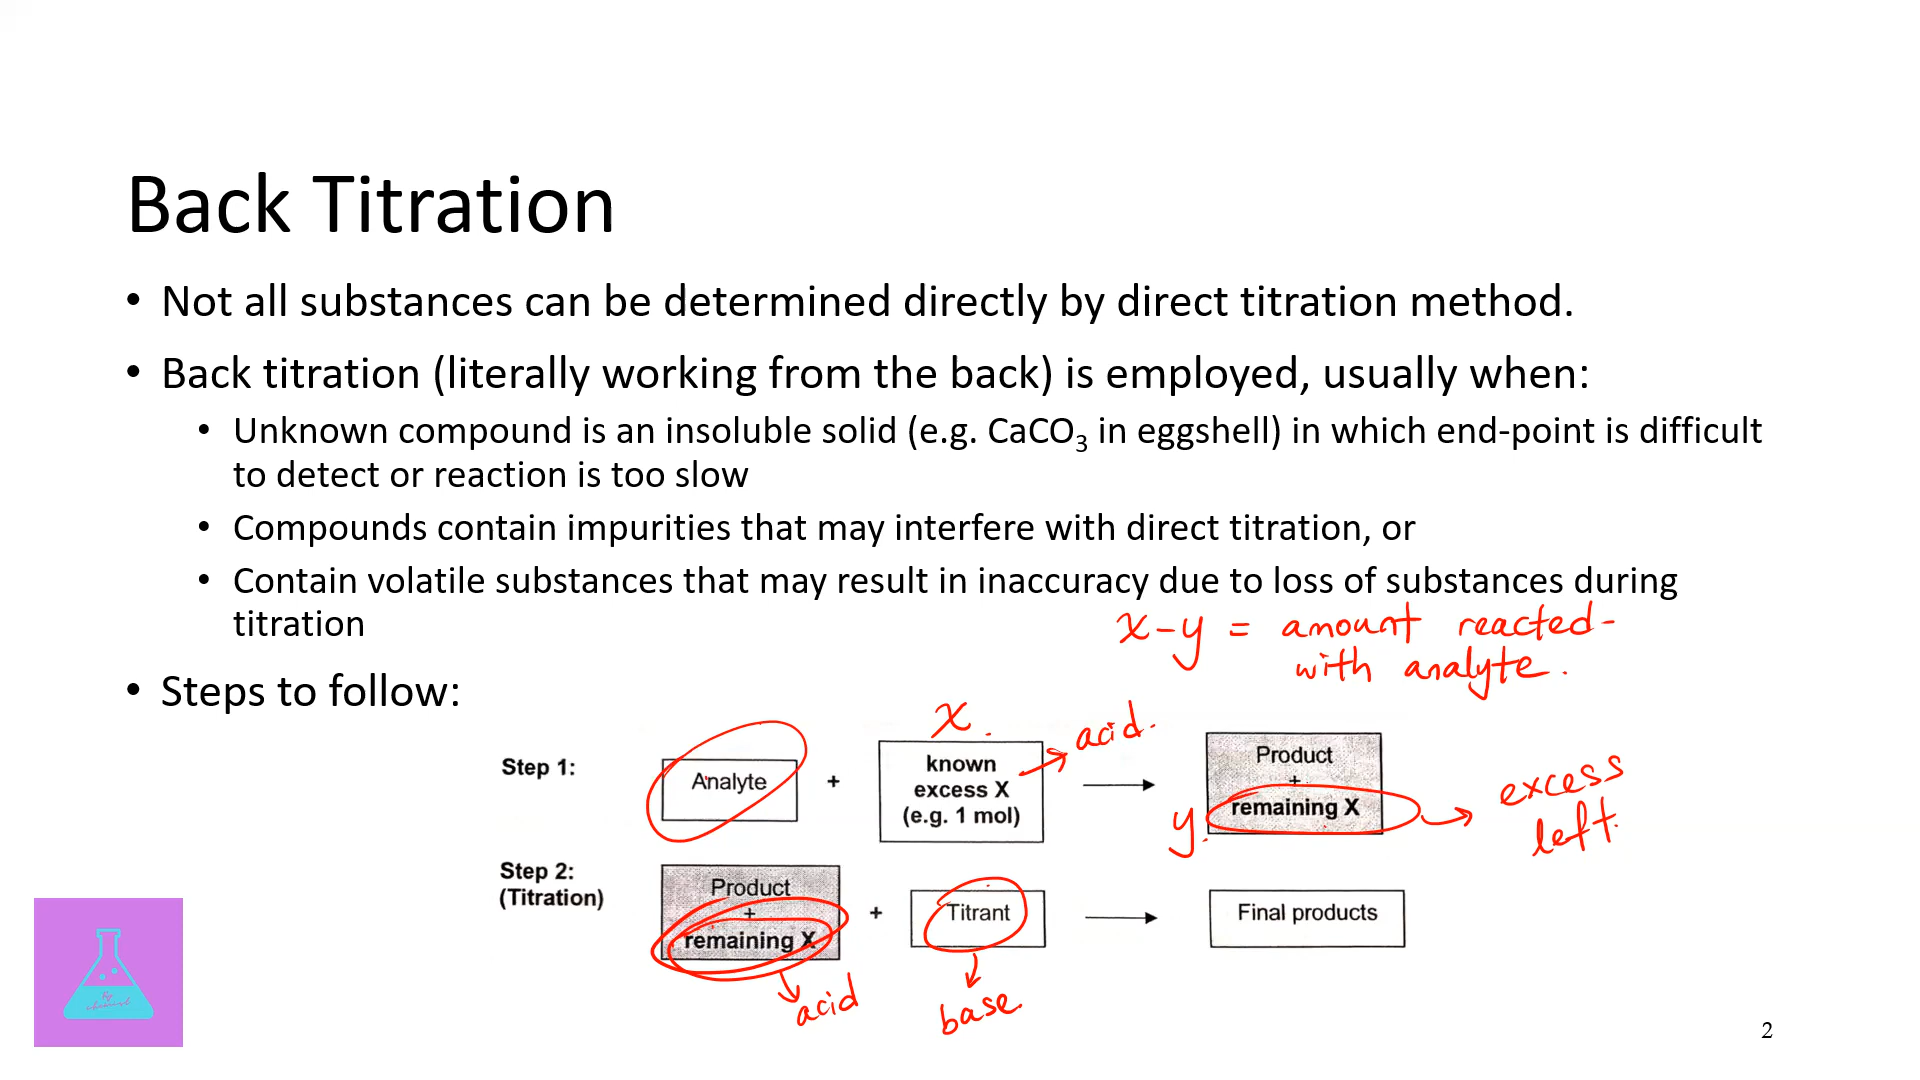 Back Titration
• Not all substances can be determined directly by direct titration method.
• Back titration (literally working from the back) is employed, usually when:
• Unknown compound is an insoluble solid (e.g. CaCO₃ in eggshell) in which end-point is difficult
to detect or reaction is too slow
• Compounds contain impurities that may interfere with direct titration, or
• Contain volatile substances that may result in inaccuracy due to loss of substances during
titration
x - y = amount reacted
with analyte.
• Steps to follow:
x
acid.
Step 1:
Analyte
+
known
excess X
(e.g. 1 mol)
Product
+
remaining X
y
excess
left.
Step 2:
(Titration)
Product
+
remaining X
+
Titrant
Final products
acid
base
2